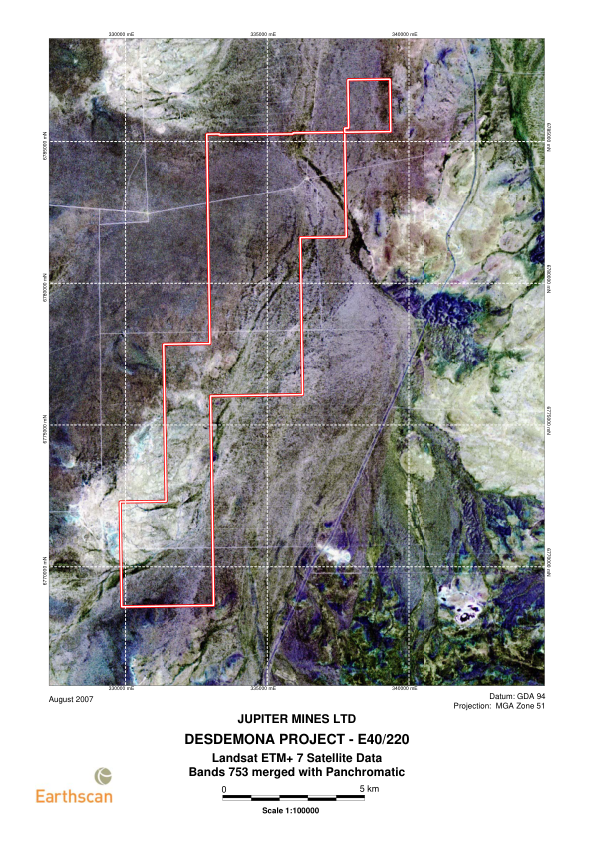 330000 mE 335000 mE 340000 mE
6785000 mN 6785000 mN
6780000 mN 6780000 mN
6775000 mN 6775000 mN
6770000 mN 6770000 mN
330000 mE 335000 mE 340000 mE
August 2007
Datum: GDA 94
Projection: MGA Zone 51
JUPITER MINES LTD
DESDEMONA PROJECT - E40/220
Landsat ETM+ 7 Satellite Data
Bands 753 merged with Panchromatic
0 5 km
Scale 1:100000
Earthscan